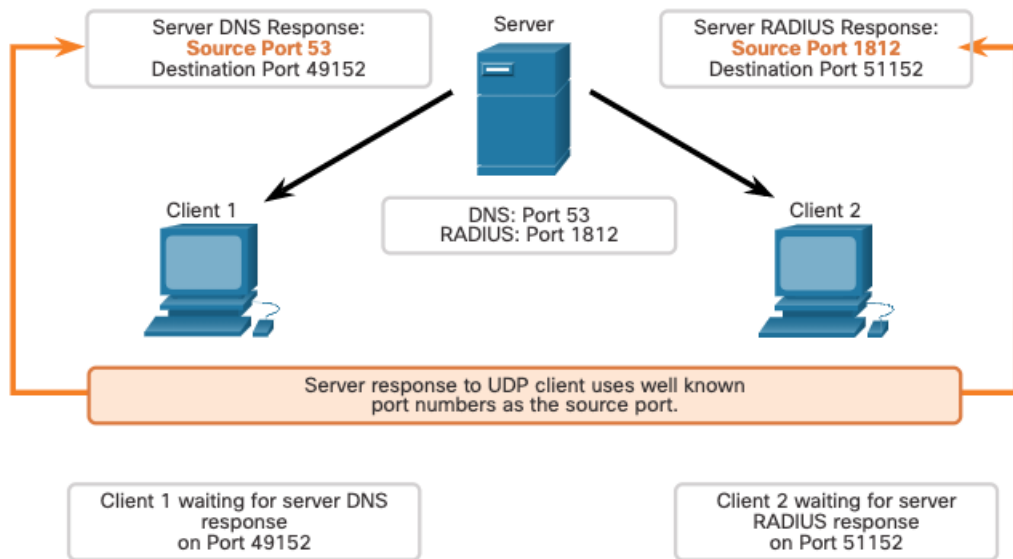 Server DNS Response:
Source Port 53
Destination Port 49152
Server
Server RADIUS Response:
Source Port 1812
Destination Port 51152
Client 1
DNS: Port 53
RADIUS: Port 1812
Client 2
Server response to UDP client uses well known
port numbers as the source port.
Client 1 waiting for server DNS
response
on Port 49152
Client 2 waiting for server
RADIUS response
on Port 51152